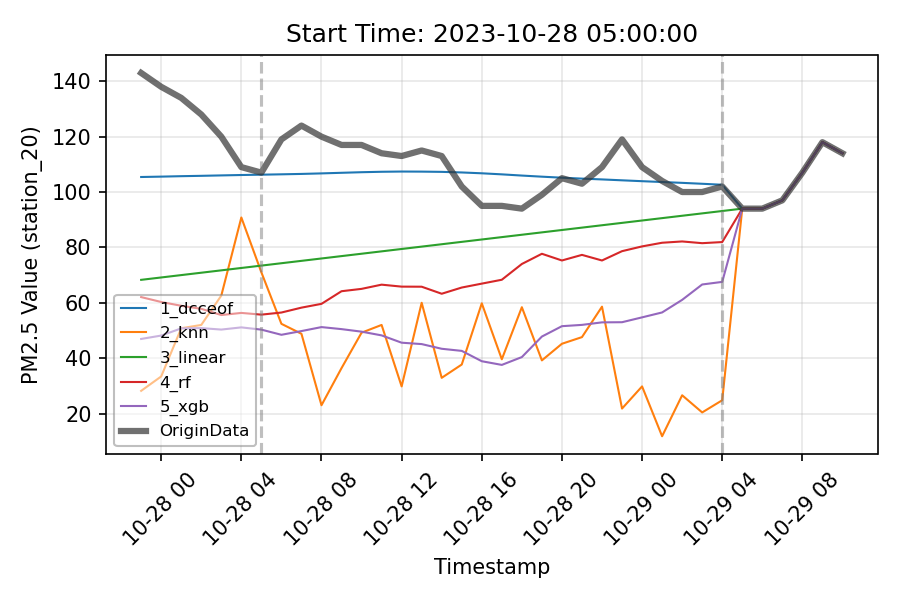 Start Time: 2023-10-28 05:00:00
PM2.5 Value (station_20)
140
120
100
80
60
40
20
1_dcceof
2_knn
3_linear
4_rf
5_xgb
OriginData
10-28 00
10-28 04
10-28 08
10-28 12
10-28 16
10-28 20
10-29 00
10-29 04
10-29 08
Timestamp